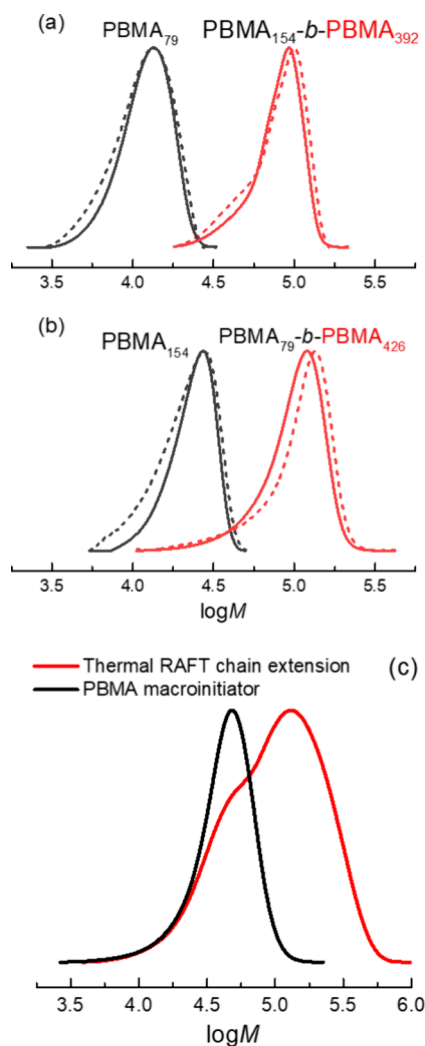 (a)
PBMA₇₉ PBMA₁₅₄-b-PBMA₃₉₂
3.5 4.0 4.5 5.0 5.5
(b)
PBMA₁₅₄ PBMA₇₉-b-PBMA₄₂₆
3.5 4.0 4.5 5.0 5.5
logM
Thermal RAFT chain extension (c)
PBMA macroinitiator
3.5 4.0 4.5 5.0 5.5 6.0
logM